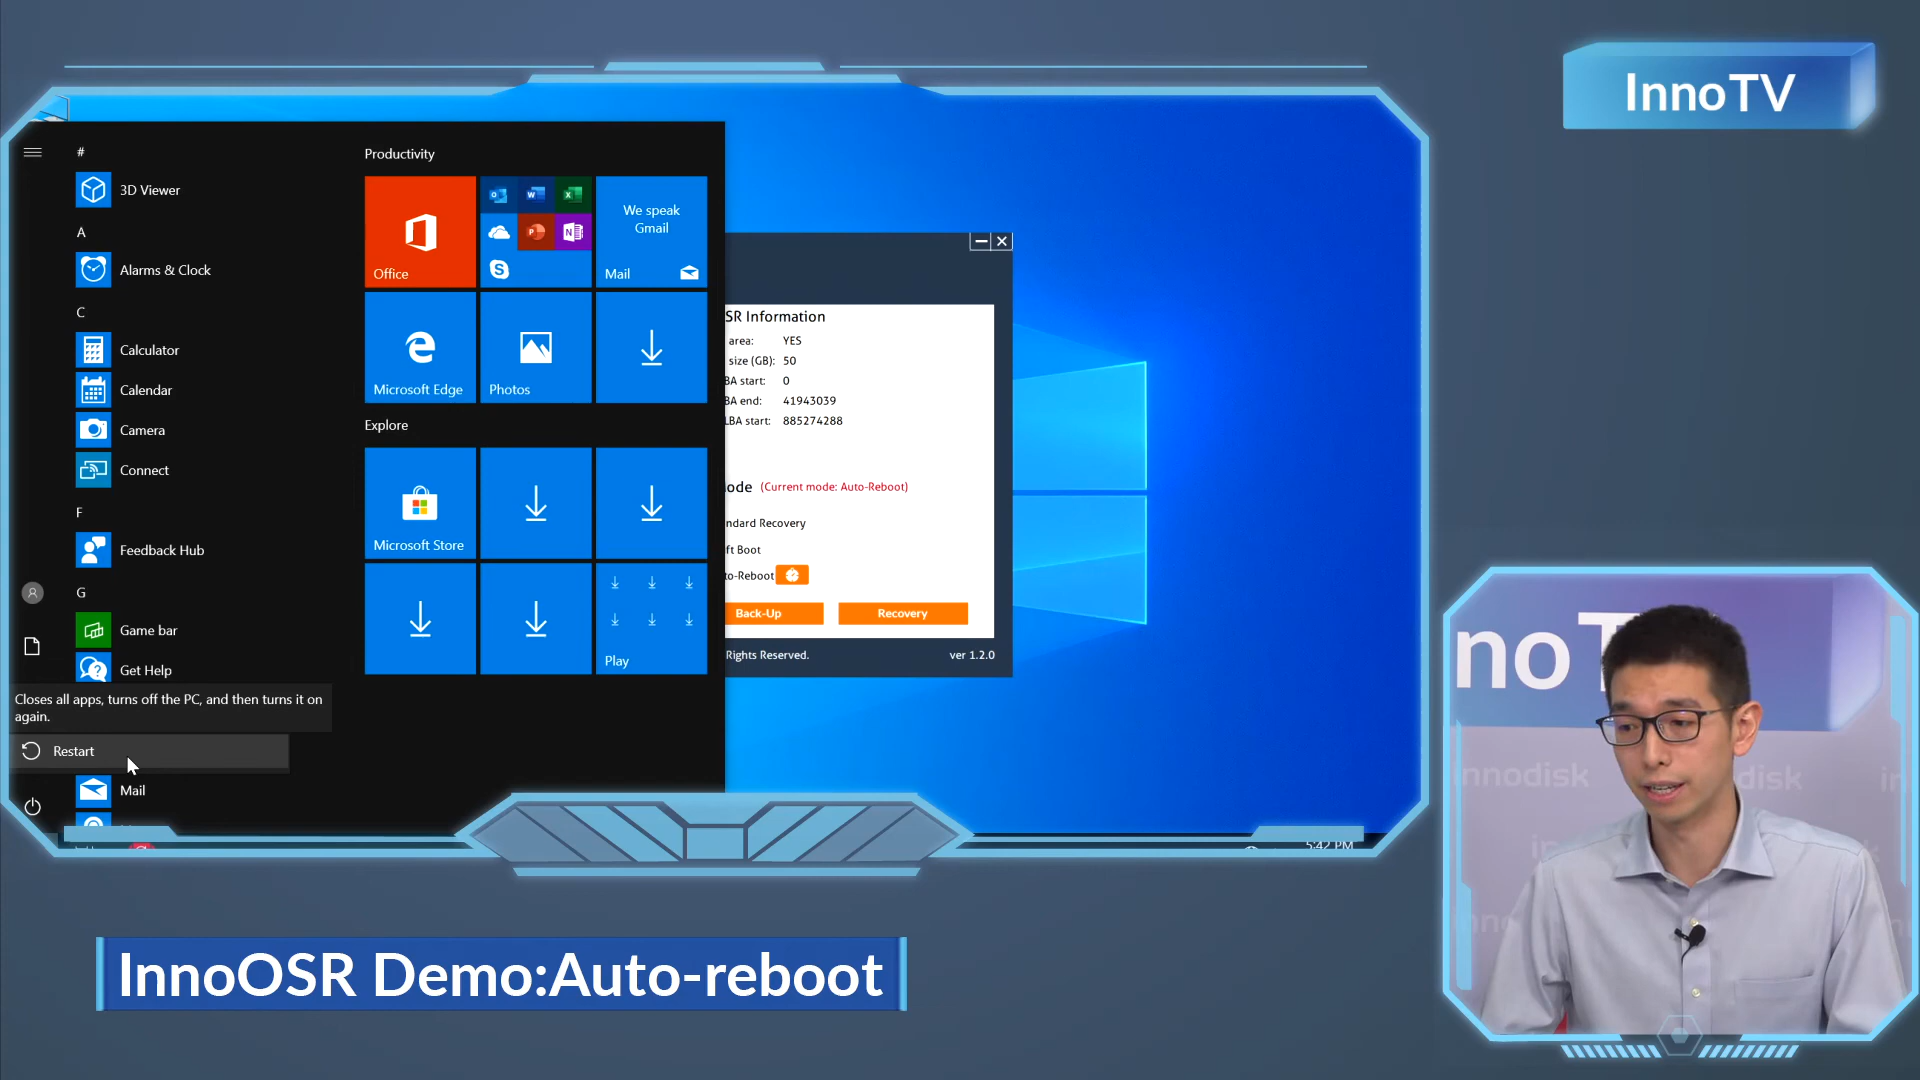 InnoTV
#
3D Viewer
A
Alarms & Clock
C
Calculator
Calendar
Camera
Connect
F
Feedback Hub
G
Game bar
Get Help
Closes all apps, turns off the PC, and then turns it on
again.
Restart
Mail
Productivity
Office
We speak
Gmail
Mail
Microsoft Edge
Photos
Explore
Microsoft Store
Play
SR Information
area: YES
size (GB): 50
BA start: 0
BA end: 41943039
LBA start: 885274288
ode (Current mode: Auto-Reboot)
ndard Recovery
ft Boot
to-Reboot
Back-Up
Recovery
Rights Reserved.
ver 1.2.0
5:42 PM
noT
innodisk
disk
InnoOSR Demo:Auto-reboot